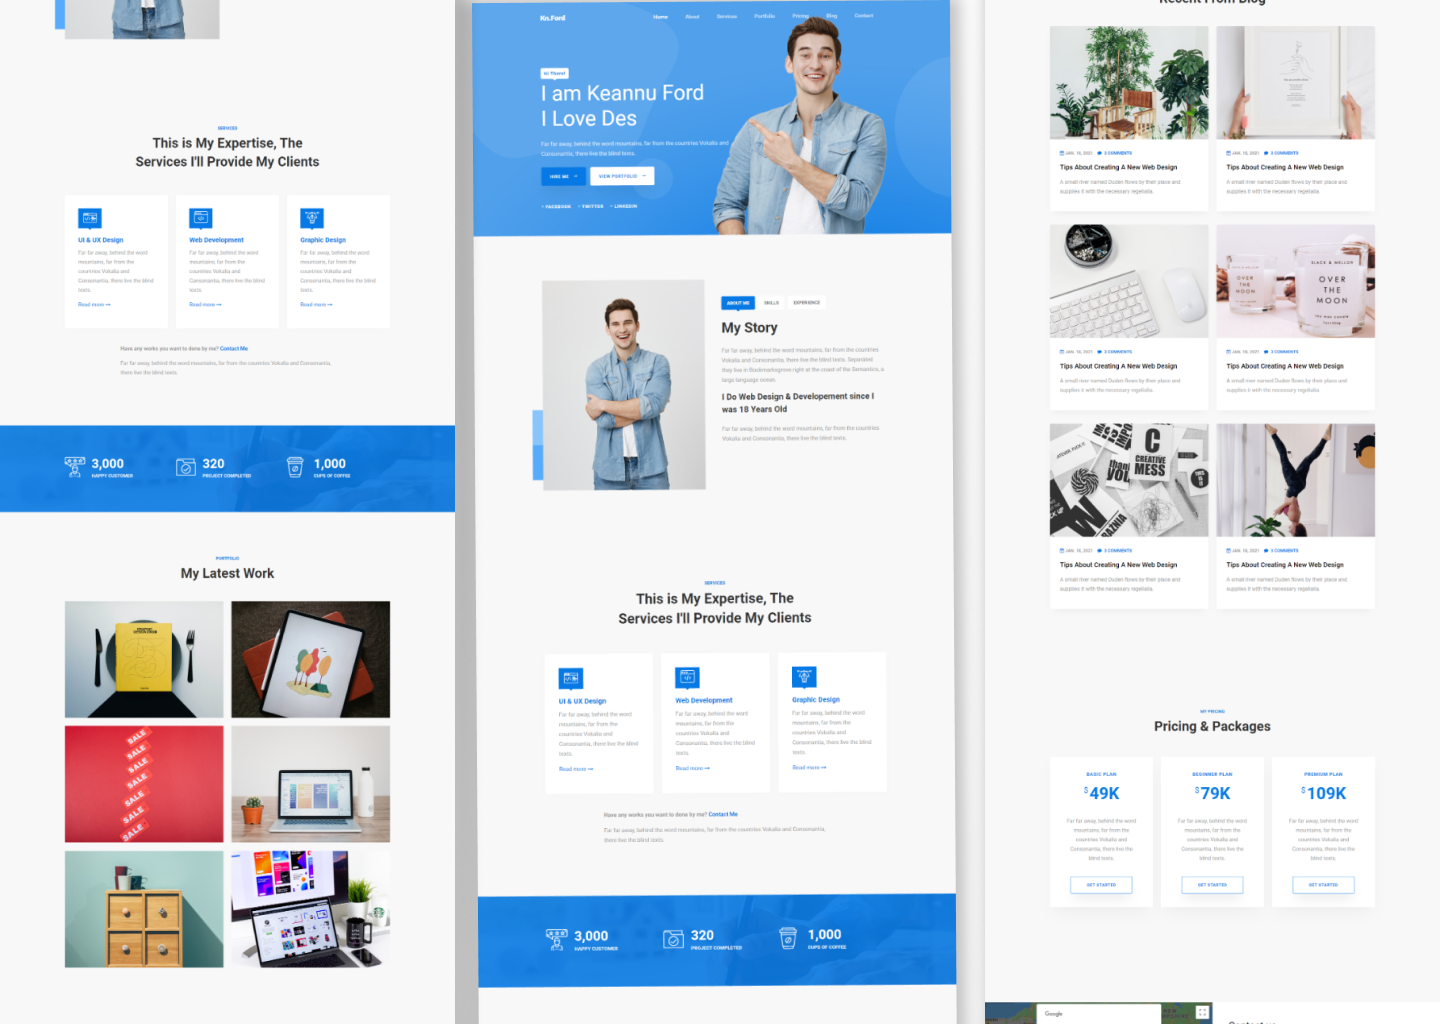 SERVICES
This is My Expertise, The
Services I'll Provide My Clients
UI & UX Design
Far far away, behind the word
mountains, far from the
countries Vokalia and
Consonantia, there live the blind
texts.
Read more
Web Development
Far far away, behind the word
mountains, far from the
countries Vokalia and
Consonantia, there live the blind
texts.
Read more
Graphic Design
Far far away, behind the word
mountains, far from the
countries Vokalia and
Consonantia, there live the blind
texts.
Read more
Have any works you want to done by me? Contact Me
Far far away, behind the word mountains, far from the countries Vokalia and Consonantia,
there live the blind texts.
3,000
HAPPY CUSTOMER
320
PROJECT COMPLETED
1,000
CUPS OF COFFEE
PORTFOLIO
My Latest Work
SALE
SALE
SALE
SALE
SALE
SALE
SALE
Kn.Ford
Home About Services Portfolio Pricing Blog Contact
Hi There!
I am Keannu Ford
I Love Des
Far far away, behind the word mountains, far from the countries Vokalia and
Consonantia, there live the blind texts.
HIRE ME
VIEW PORTFOLIO
FACEBOOK TWITTER LINKEDIN
ABOUT ME SKILLS EXPERIENCE
My Story
Far far away, behind the word mountains, far from the countries
Vokalia and Consonantia, there live the blind texts. Separated
they live in Bookmarksgrove right at the coast of the Semantics, a
large language ocean.
I Do Web Design & Developement since I
was 18 Years Old
Far far away, behind the word mountains, far from the countries
Vokalia and Consonantia, there live the blind texts.
SERVICES
This is My Expertise, The
Services I'll Provide My Clients
UI & UX Design
Far far away, behind the word
mountains, far from the
countries Vokalia and
Consonantia, there live the blind
texts.
Read more
Web Development
Far far away, behind the word
mountains, far from the
countries Vokalia and
Consonantia, there live the blind
texts.
Read more
Graphic Design
Far far away, behind the word
mountains, far from the
countries Vokalia and
Consonantia, there live the blind
texts.
Read more
Have any works you want to done by me? Contact Me
Far far away, behind the word mountains, far from the countries Vokalia and Consonantia,
there live the blind texts.
3,000
HAPPY CUSTOMER
320
PROJECT COMPLETED
1,000
CUPS OF COFFEE
Recent From Blog
JAN. 18, 2021 3 COMMENTS
Tips About Creating A New Web Design
A small river named Duden flows by their place and
supplies it with the necessary regelialia.
JAN. 18, 2021 3 COMMENTS
Tips About Creating A New Web Design
A small river named Duden flows by their place and
supplies it with the necessary regelialia.
BLACK & MELLOW
OVER
THE
MOON
BLACK & MELLOW
OVER
THE
MOON
JAN. 18, 2021 3 COMMENTS
Tips About Creating A New Web Design
A small river named Duden flows by their place and
supplies it with the necessary regelialia.
JAN. 18, 2021 3 COMMENTS
Tips About Creating A New Web Design
A small river named Duden flows by their place and
supplies it with the necessary regelialia.
C
CREATIVE
MESS
thank
YOU
JAN. 18, 2021 3 COMMENTS
Tips About Creating A New Web Design
A small river named Duden flows by their place and
supplies it with the necessary regelialia.
JAN. 18, 2021 3 COMMENTS
Tips About Creating A New Web Design
A small river named Duden flows by their place and
supplies it with the necessary regelialia.
MY PRICING
Pricing & Packages
BASIC PLAN
$49K
Far far away, behind the word
mountains, far from the
countries Vokalia and
Consonantia, there live the
blind texts.
GET STARTED
BEGINNER PLAN
$79K
Far far away, behind the word
mountains, far from the
countries Vokalia and
Consonantia, there live the
blind texts.
GET STARTED
PREMIUM PLAN
$109K
Far far away, behind the word
mountains, far from the
countries Vokalia and
Consonantia, there live the
blind texts.
GET STARTED
Google
Contact us